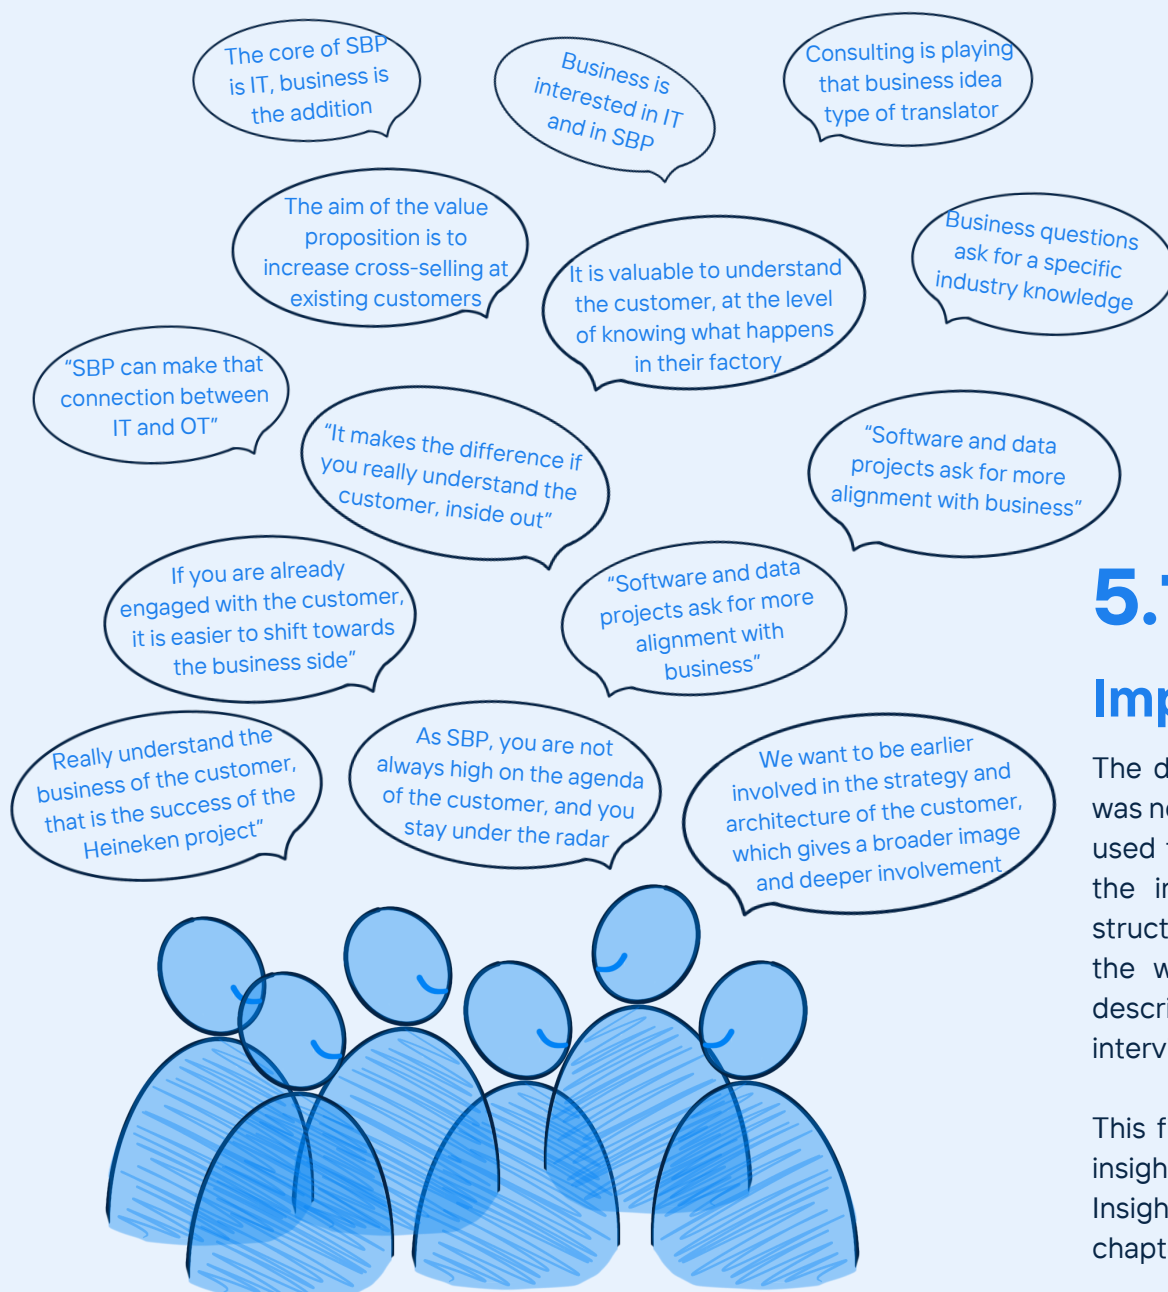 The core of SBP
is IT, business is
the addition
Business is
interested in IT
and in SBP
Consulting is playing
that business idea
type of translator
The aim of the value
proposition is to
increase cross-selling at
existing customers
It is valuable to understand
the customer, at the level
of knowing what happens
in their factory
Business questions
ask for a specific
industry knowledge
“SBP can make that
connection between
IT and OT”
“It makes the difference if
you really understand the
customer, inside out”
“Software and data
projects ask for more
alignment with business”
If you are already
engaged with the customer,
it is easier to shift towards
the business side”
“Software and data
projects ask for more
alignment with
business”
Really understand the
business of the customer,
that is the success of the
Heineken project”
As SBP, you are not
always high on the agenda
of the customer, and you
stay under the radar
We want to be earlier
involved in the strategy and
architecture of the customer,
which gives a broader image
and deeper involvement
5.
Imp
The d
was n
used
the in
struct
the w
descri
interv
This f
insigh
Insigh
chapt